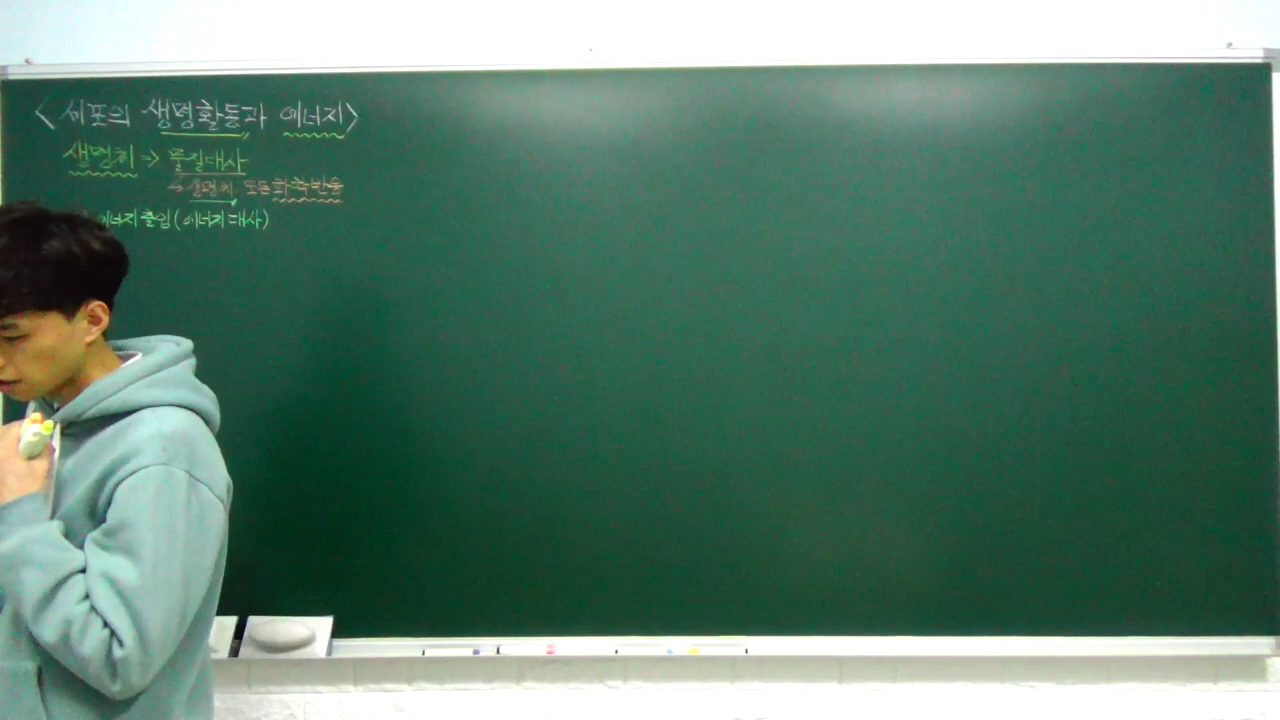 <세포의 생명활동과 에너지>
생명체 => 물질대사
↳ 생명체 모든 화학반응
에너지 출입 (에너지대사)